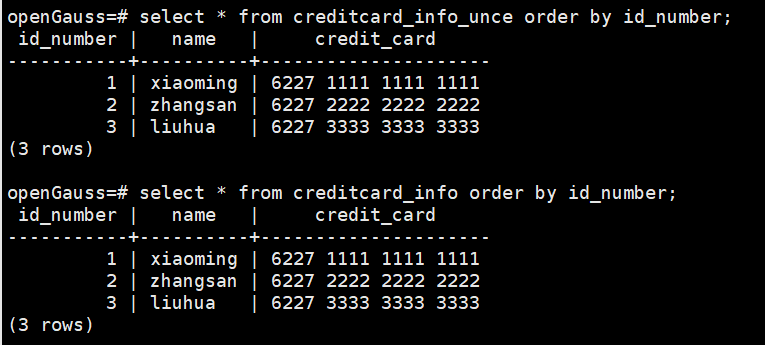 openGauss=# select * from creditcard_info_unce order by id_number;
 id_number |   name   |     credit_card
-----------+----------+---------------------
         1 | xiaoming | 6227 1111 1111 1111
         2 | zhangsan | 6227 2222 2222 2222
         3 | liuhua   | 6227 3333 3333 3333
(3 rows)
openGauss=# select * from creditcard_info order by id_number;
 id_number |   name   |     credit_card
-----------+----------+---------------------
         1 | xiaoming | 6227 1111 1111 1111
         2 | zhangsan | 6227 2222 2222 2222
         3 | liuhua   | 6227 3333 3333 3333
(3 rows)